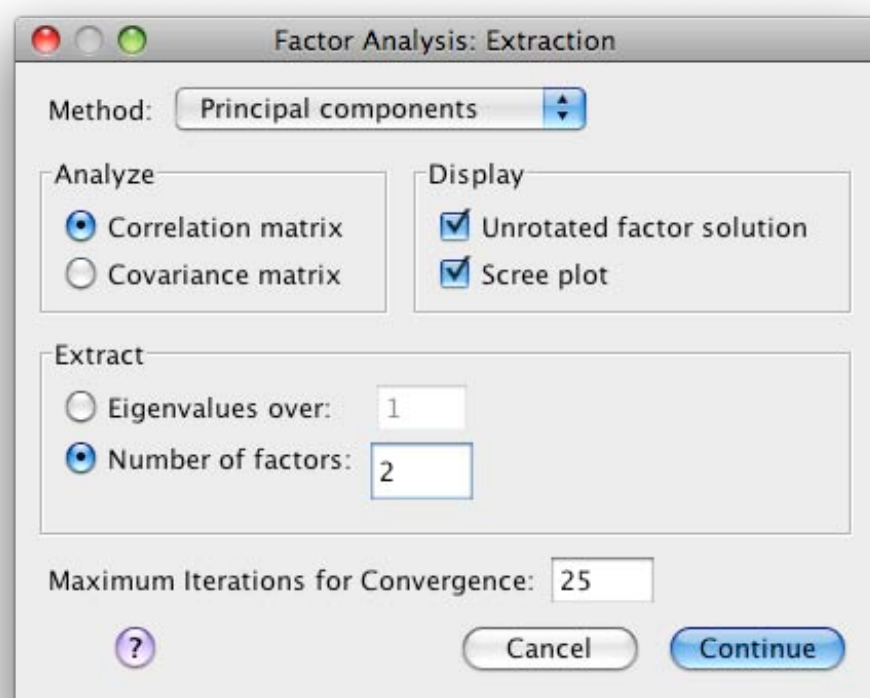 Factor Analysis: Extraction
Method: Principal components
Analyze
Correlation matrix
Covariance matrix
Display
Unrotated factor solution
Scree plot
Extract
Eigenvalues over: 1
Number of factors: 2
Maximum Iterations for Convergence: 25
? Cancel Continue